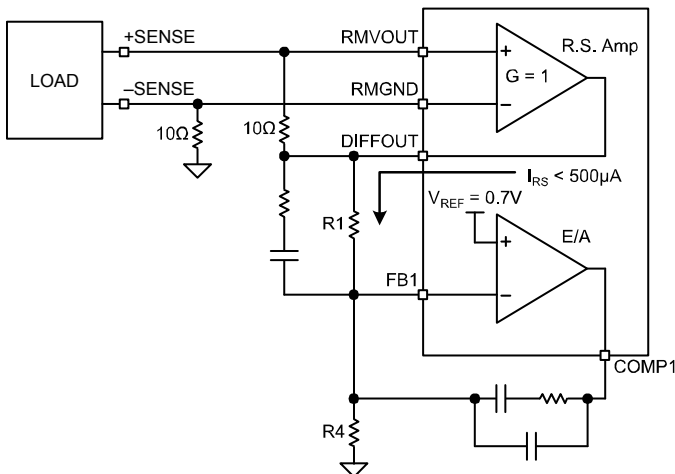 +SENSE
RMVOUT
R.S. Amp
+
LOAD
G = 1
–SENSE
RMGND
–
10Ω
10Ω
DIFFOUT
I_RS < 500µA
V_REF = 0.7V
R1
E/A
+
FB1
–
COMP1
R4